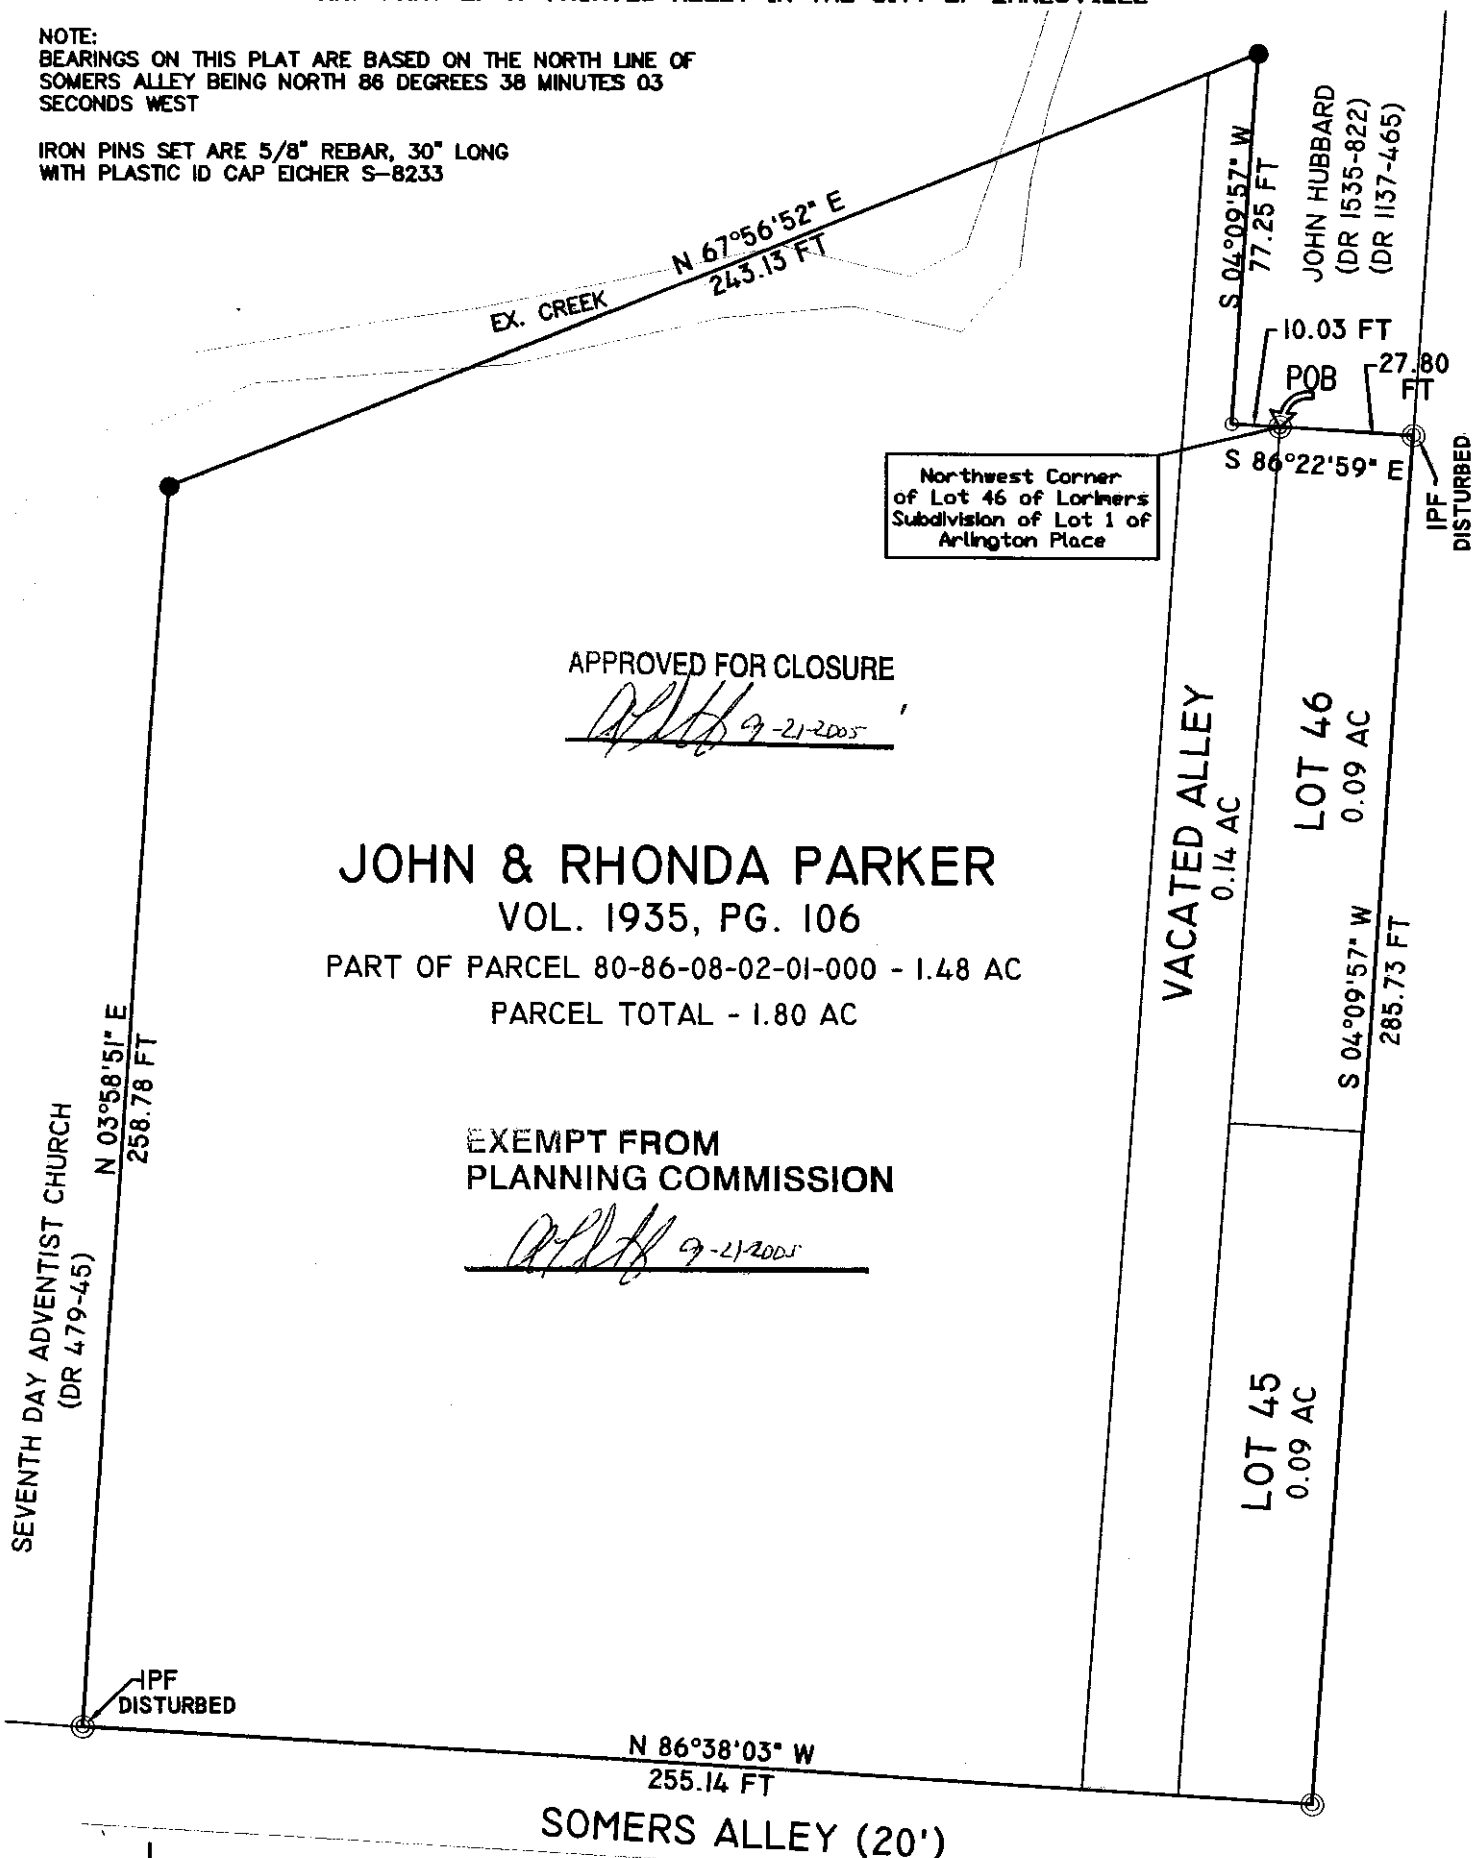 NOTE:
BEARINGS ON THIS PLAT ARE BASED ON THE NORTH LINE OF
SOMERS ALLEY BEING NORTH 86 DEGREES 38 MINUTES 03
SECONDS WEST
IRON PINS SET ARE 5/8" REBAR, 30" LONG
WITH PLASTIC ID CAP EICHER S-8233
N 67°56'52" E
243.13 FT
EX. CREEK
S 04°09'57" W
77.25 FT
JOHN HUBBARD
(DR 1535-822)
(DR 1137-465)
10.03 FT
POB
27.80
FT
S 86°22'59" E
IPF
DISTURBED
Northwest Corner
of Lot 46 of Lorimers
Subdivision of Lot 1 of
Arlington Place
APPROVED FOR CLOSURE
9-21-2005
JOHN & RHONDA PARKER
VOL. 1935, PG. 106
PART OF PARCEL 80-86-08-02-01-000 - 1.48 AC
PARCEL TOTAL - 1.80 AC
EXEMPT FROM
PLANNING COMMISSION
9-21-2005
VACATED ALLEY
0.14 AC
LOT 46
0.09 AC
S 04°09'57" W
285.73 FT
LOT 45
0.09 AC
N 03°58'51" E
258.78 FT
SEVENTH DAY ADVENTIST CHURCH
(DR 479-45)
IPF
DISTURBED
N 86°38'03" W
255.14 FT
SOMERS ALLEY (20')